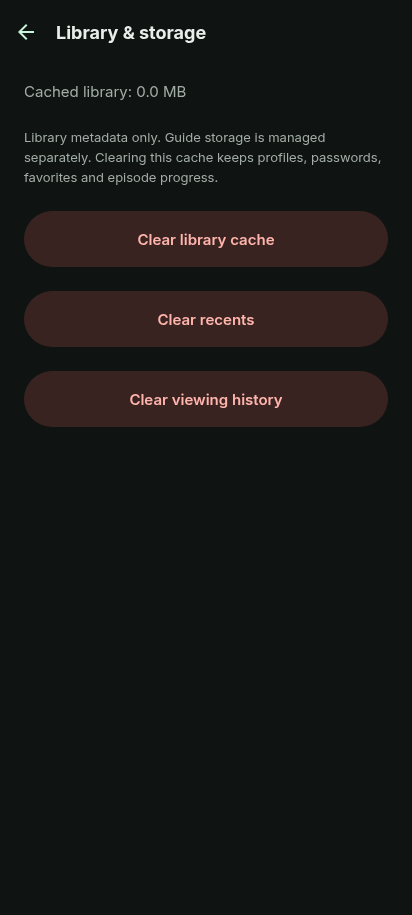 Library & storage
Cached library: 0.0 MB
Library metadata only. Guide storage is managed
separately. Clearing this cache keeps profiles, passwords,
favorites and episode progress.
Clear library cache
Clear recents
Clear viewing history